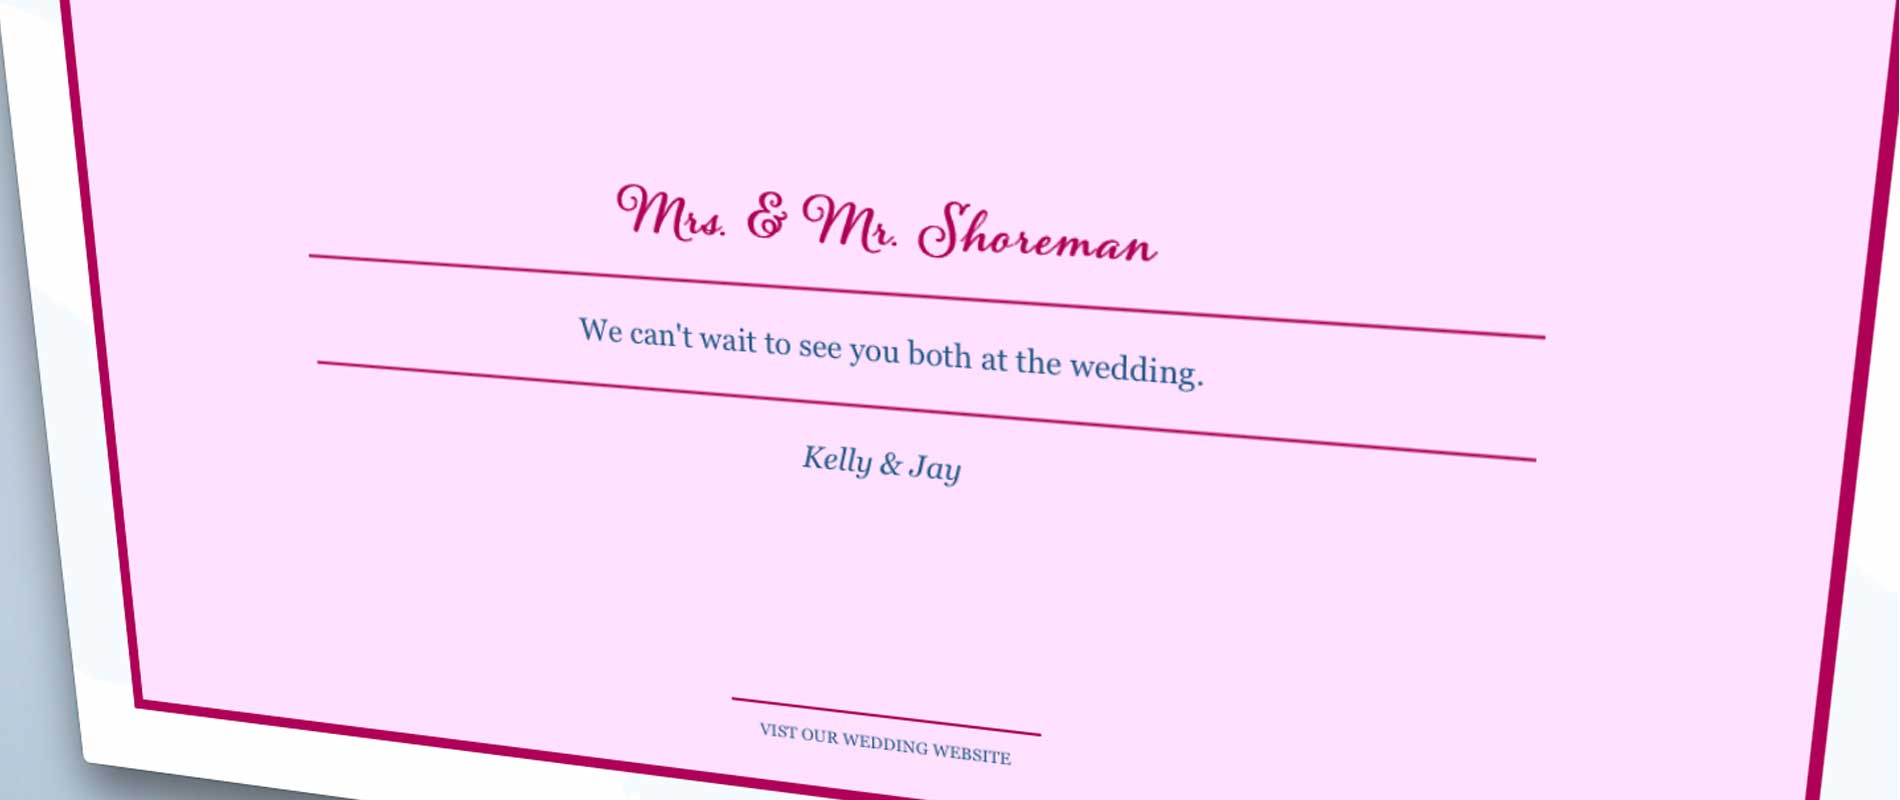 Mrs. & Mr. Shoreman
We can't wait to see you both at the wedding.
Kelly & Jay
VIST OUR WEDDING WEBSITE